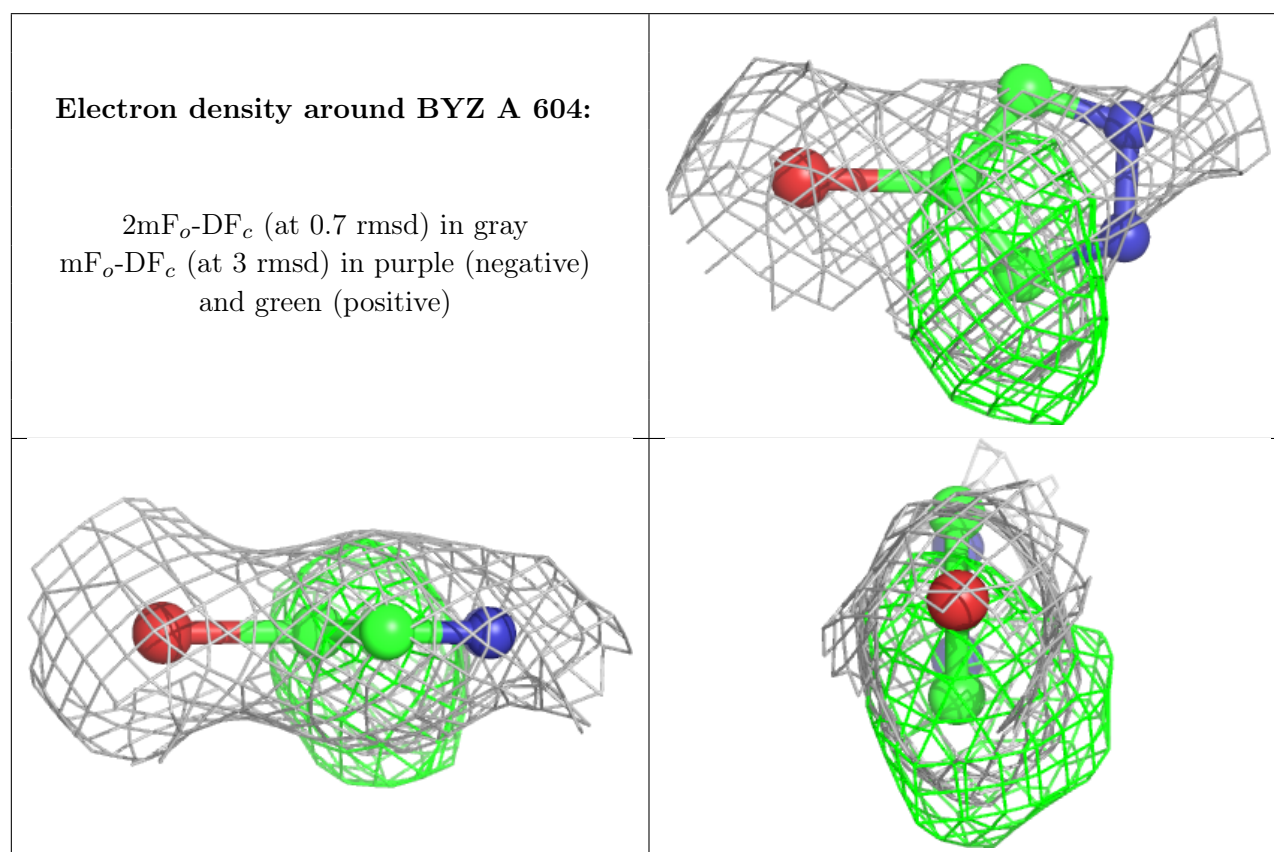 Electron density around BYZ A 604:
2mFo-DFc (at 0.7 rmsd) in gray
mFo-DFc (at 3 rmsd) in purple (negative)
and green (positive)